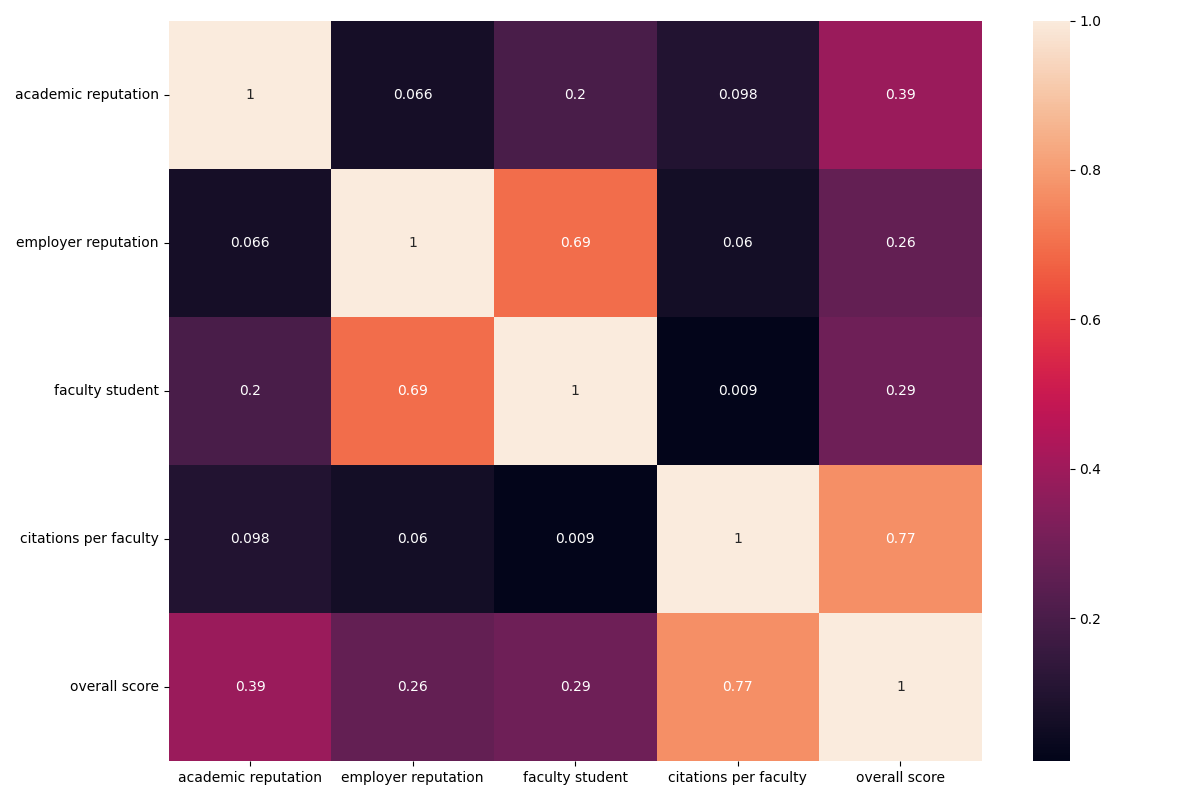 academic reputation 1 0.066 0.2 0.098 0.39
employer reputation 0.066 1 0.69 0.06 0.26
faculty student 0.2 0.69 1 0.009 0.29
citations per faculty 0.098 0.06 0.009 1 0.77
overall score 0.39 0.26 0.29 0.77 1
academic reputation employer reputation faculty student citations per faculty overall score
1.0
0.8
0.6
0.4
0.2